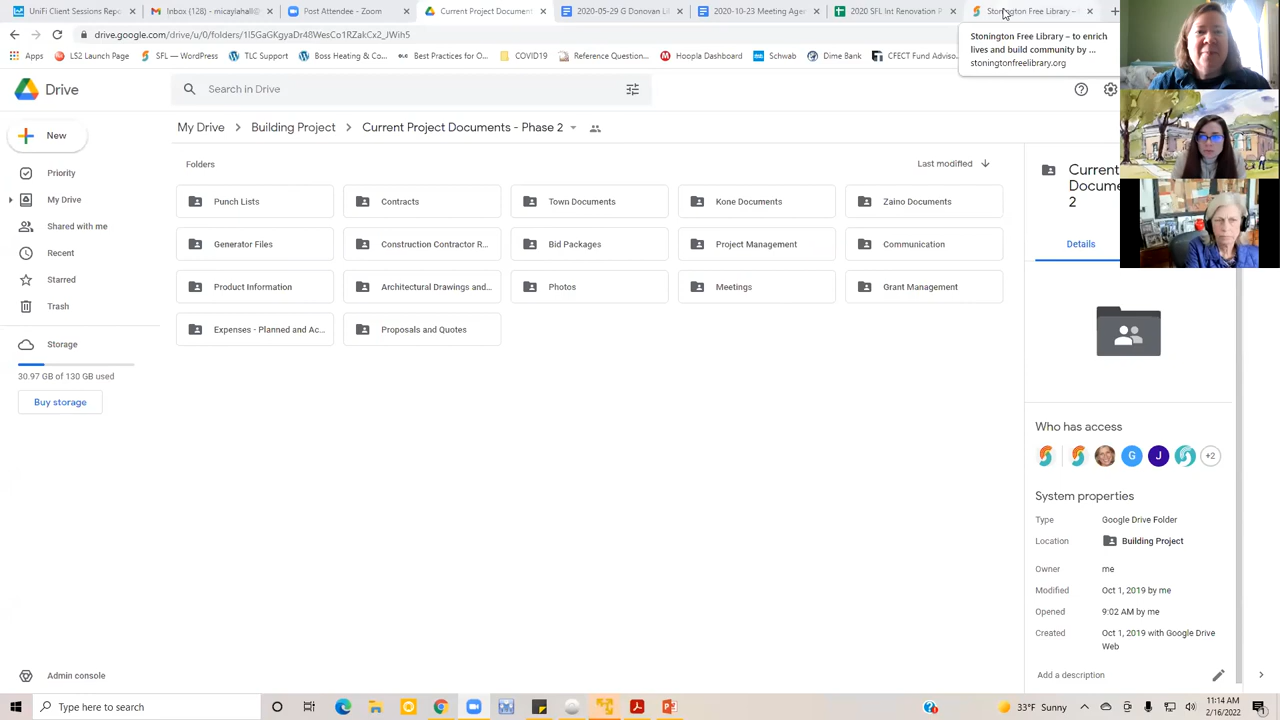 UniFi Client Sessions Repo
Inbox (128) - micaylahall@
Post Attendee - Zoom
Current Project Documents
2020-05-29 G Donovan Lib
2020-10-23 Meeting Agen
2020 SFL Int Renovation P
Stonington Free Library –
drive.google.com/drive/u/0/folders/
Apps
LS2 Launch Page
SFL — WordPress
TLC Support
Boss Heating & Co...
Best Practices for O...
COVID19
Reference Question...
Hoopla Dashboard
Schwab
Dime Bank
CFECT Fund Adviso...
Stonington Free Library – to enrich
lives and build community by ...
stoningtonfreelibrary.org
Drive
Search in Drive
New
My Drive
Building Project
Current Project Documents - Phase 2
Priority
My Drive
Shared with me
Recent
Starred
Trash
Storage
30.97 GB of 130 GB used
Buy storage
Admin console
Folders
Last modified
Punch Lists
Contracts
Town Documents
Kone Documents
Zaino Documents
Generator Files
Construction Contractor R...
Bid Packages
Project Management
Communication
Product Information
Architectural Drawings and...
Photos
Meetings
Grant Management
Expenses - Planned and Ac...
Proposals and Quotes
Current
Docume
2
Details
Who has access
G
J
+2
System properties
Type
Google Drive Folder
Location
Building Project
Owner
me
Modified
Oct 1, 2019 by me
Opened
9:02 AM by me
Created
Oct 1, 2019 with Google Drive
Web
Add a description
Type here to search
33°F Sunny
11:14 AM
2/16/2022